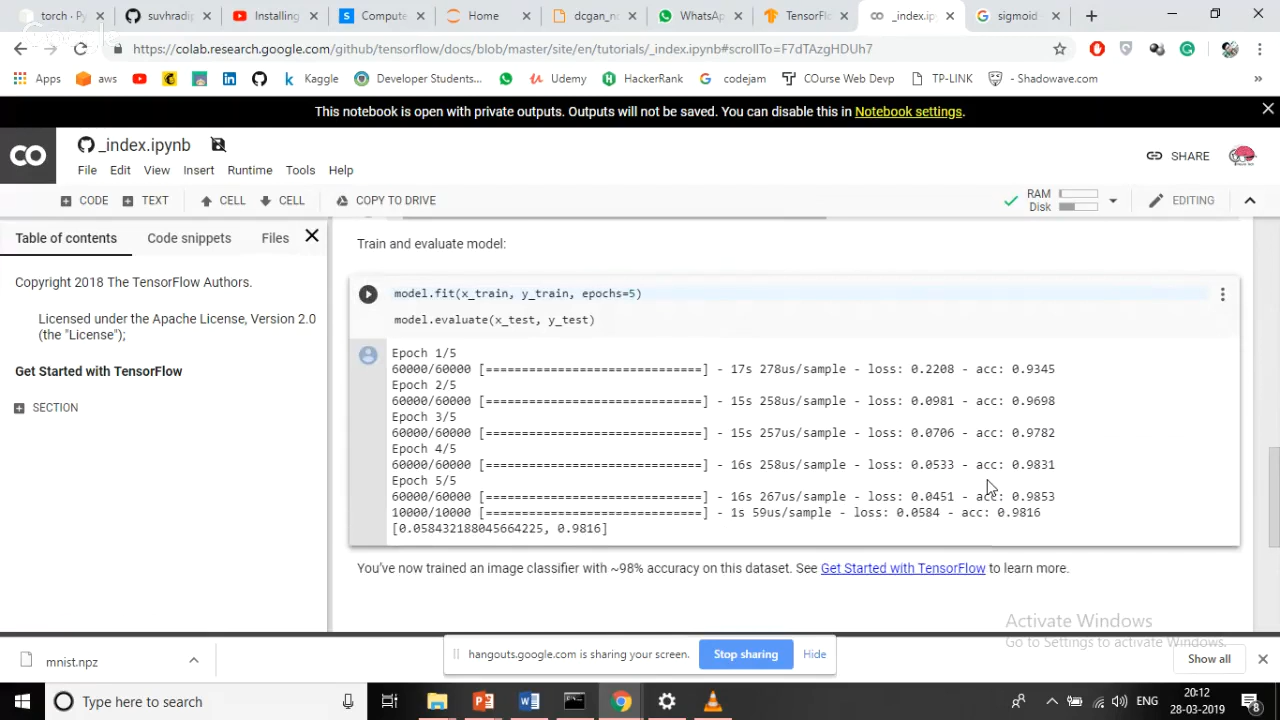 torch · Py
suvhradip
Installing
Compute
Home
dcgan_no
WhatsAp
TensorFl
_index.ip
sigmoid
https://colab.research.google.com/github/tensorflow/docs/blob/master/site/en/tutorials/_index.ipynb#scrollTo=F7dTAzgHDUh7
Apps aws Kaggle Developer Students... Udemy HackerRank codejam COurse Web Devp TP-LINK - Shadowave.com
This notebook is open with private outputs. Outputs will not be saved. You can disable this in Notebook settings.
CO
_index.ipynb
SHARE
File Edit View Insert Runtime Tools Help
CODE TEXT CELL CELL COPY TO DRIVE
RAM
Disk
EDITING
Table of contents Code snippets Files
Copyright 2018 The TensorFlow Authors.
Licensed under the Apache License, Version 2.0
(the "License");
Get Started with TensorFlow
SECTION
Train and evaluate model:
model.fit(x_train, y_train, epochs=5)
model.evaluate(x_test, y_test)
Epoch 1/5
60000/60000 [==============================] - 17s 278us/sample - loss: 0.2208 - acc: 0.9345
Epoch 2/5
60000/60000 [==============================] - 15s 258us/sample - loss: 0.0981 - acc: 0.9698
Epoch 3/5
60000/60000 [==============================] - 15s 257us/sample - loss: 0.0706 - acc: 0.9782
Epoch 4/5
60000/60000 [==============================] - 16s 258us/sample - loss: 0.0533 - acc: 0.9831
Epoch 5/5
60000/60000 [==============================] - 16s 267us/sample - loss: 0.0451 - acc: 0.9853
10000/10000 [==============================] - 1s 59us/sample - loss: 0.0584 - acc: 0.9816
[0.058432188045664225, 0.9816]
You've now trained an image classifier with ~98% accuracy on this dataset. See Get Started with TensorFlow to learn more.
Activate Windows
Go to Settings to activate Windows.
mnist.npz
hangouts.google.com is sharing your screen. Stop sharing Hide
Show all
Type here to search
ENG
20:12
28-03-2019
8